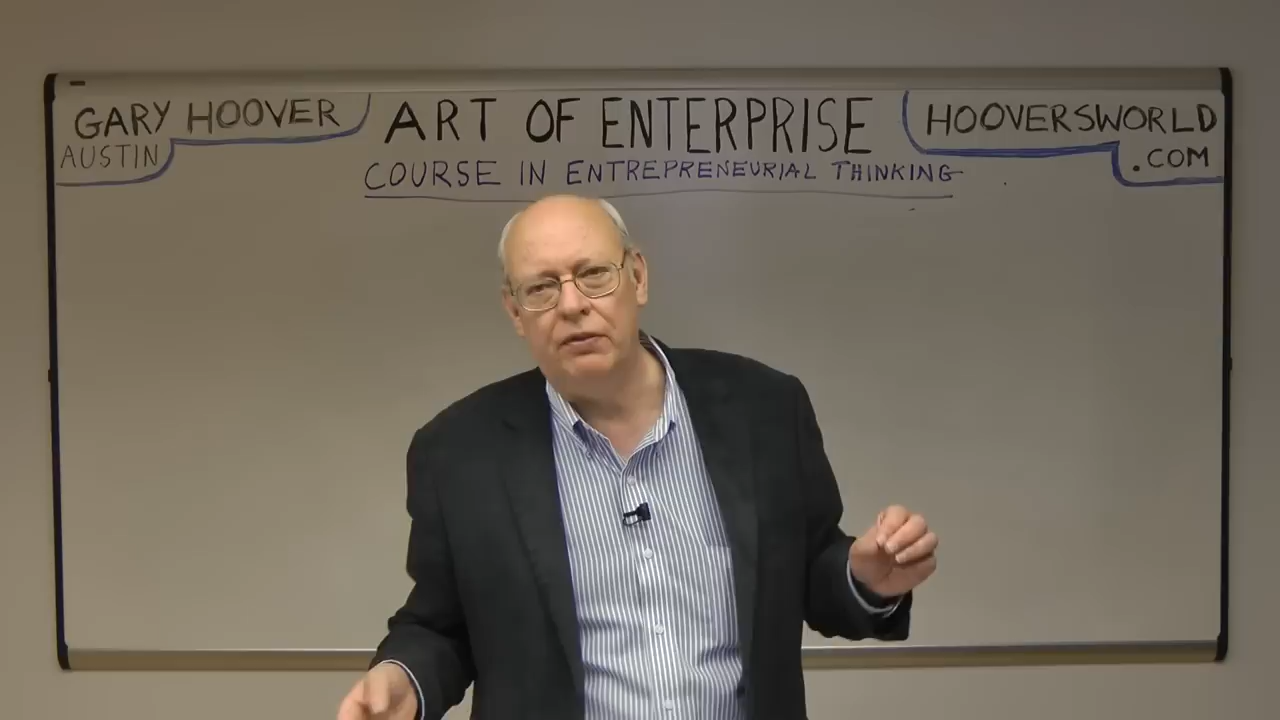 GARY HOOVER
AUSTIN
ART OF ENTERPRISE
COURSE IN ENTREPRENEURIAL THINKING
HOOVERSWORLD
.COM